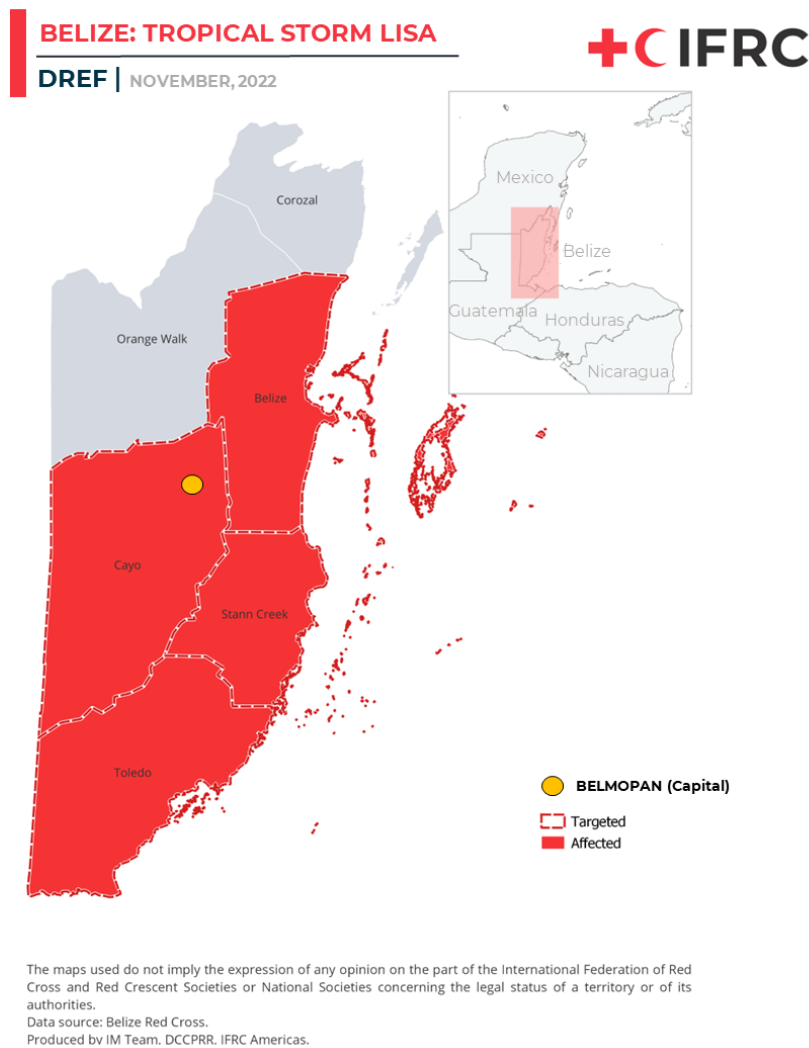 BELIZE: TROPICAL STORM LISA
IFRC
DREF | NOVEMBER, 2022
Mexico
Belize
Guatemala
Honduras
Nicaragua
Corozal
Orange Walk
Belize
Cayo
Stann Creek
Toledo
BELMOPAN (Capital)
Targeted
Affected
The maps used do not imply the expression of any opinion on the part of the International Federation of Red
Cross and Red Crescent Societies or National Societies concerning the legal status of a territory or of its
authorities.
Data source: Belize Red Cross.
Produced by IM Team. DCCPRR. IFRC Americas.